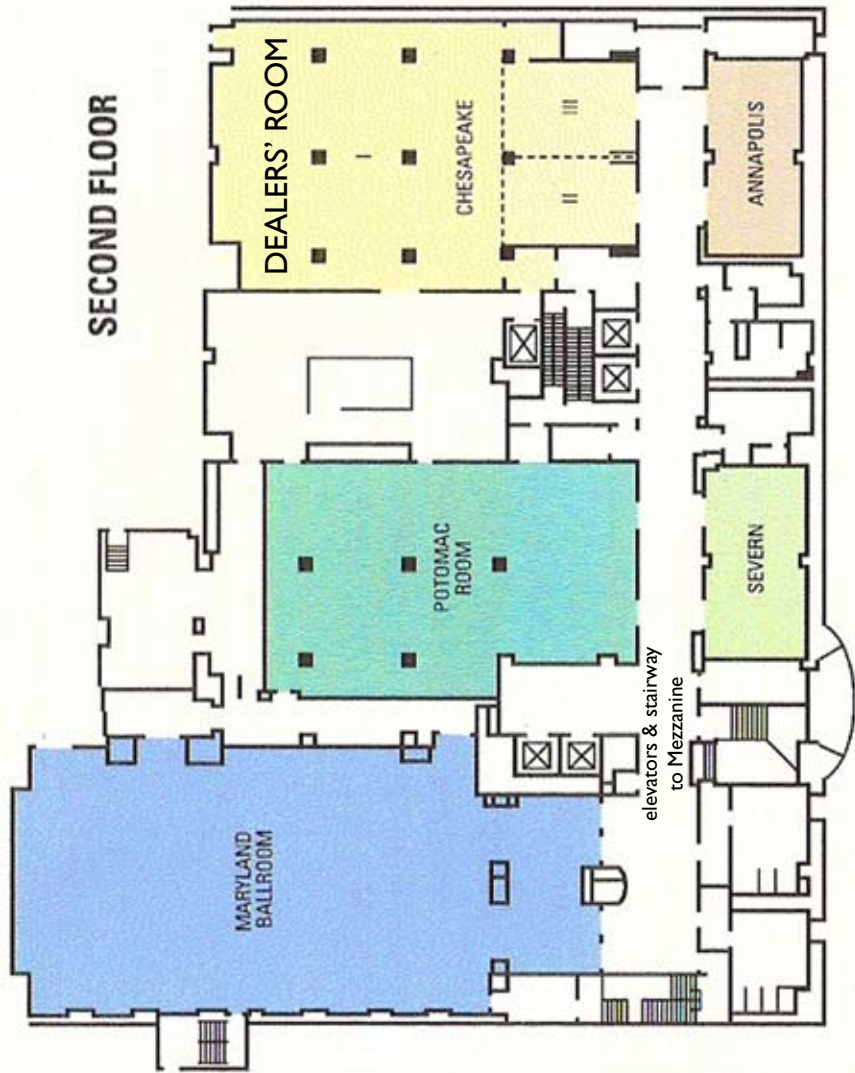 SECOND FLOOR
MARYLAND
BALLROOM
DEALERS' ROOM
I
POTOMAC
ROOM
CHESAPEAKE
II
III
elevators & stairway
to Mezzanine
SEVERN
ANNAPOLIS